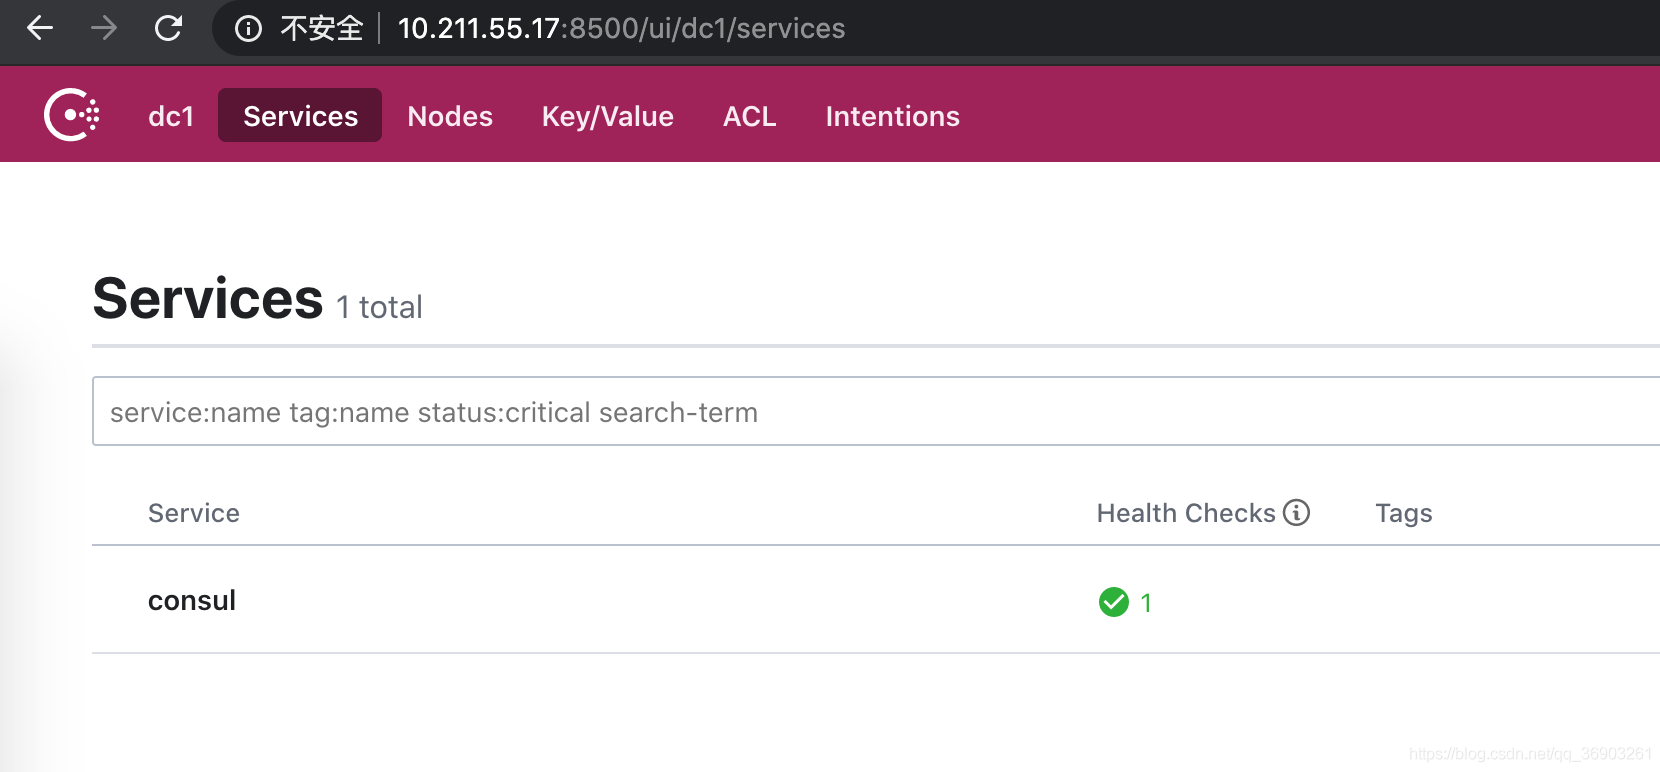 不安全 10.211.55.17:8500/ui/dc1/services
dc1 Services Nodes Key/Value ACL Intentions
Services 1 total
service:name tag:name status:critical search-term
Service Health Checks Tags
consul 1
https://blog.csdn.net/qq_36903261